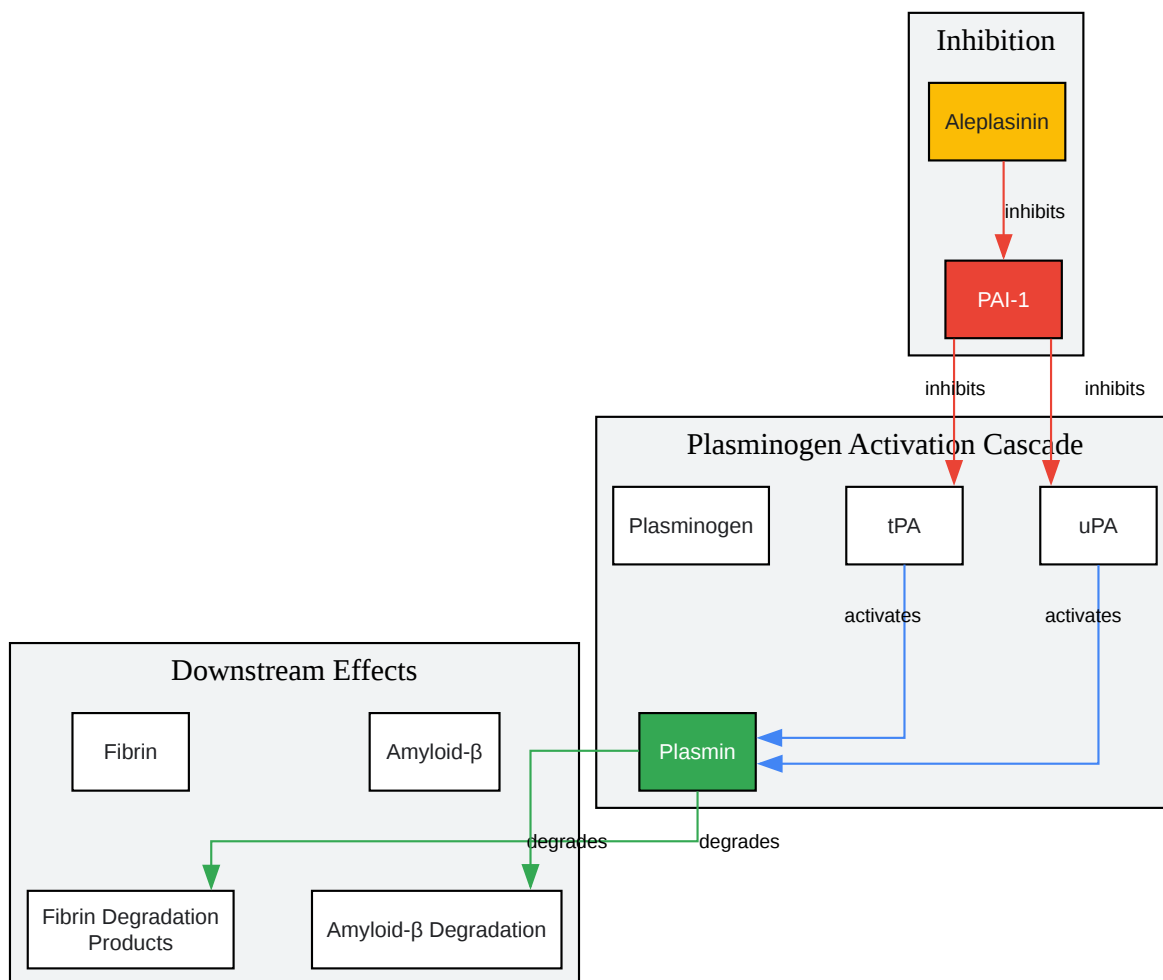 Inhibition
Aleplasinin
inhibits
PAI-1
inhibits
inhibits
Plasminogen Activation Cascade
Plasminogen
tPA
uPA
activates
activates
Downstream Effects
Fibrin
Amyloid-β
Plasmin
degrades
degrades
Fibrin Degradation
Products
Amyloid-β Degradation